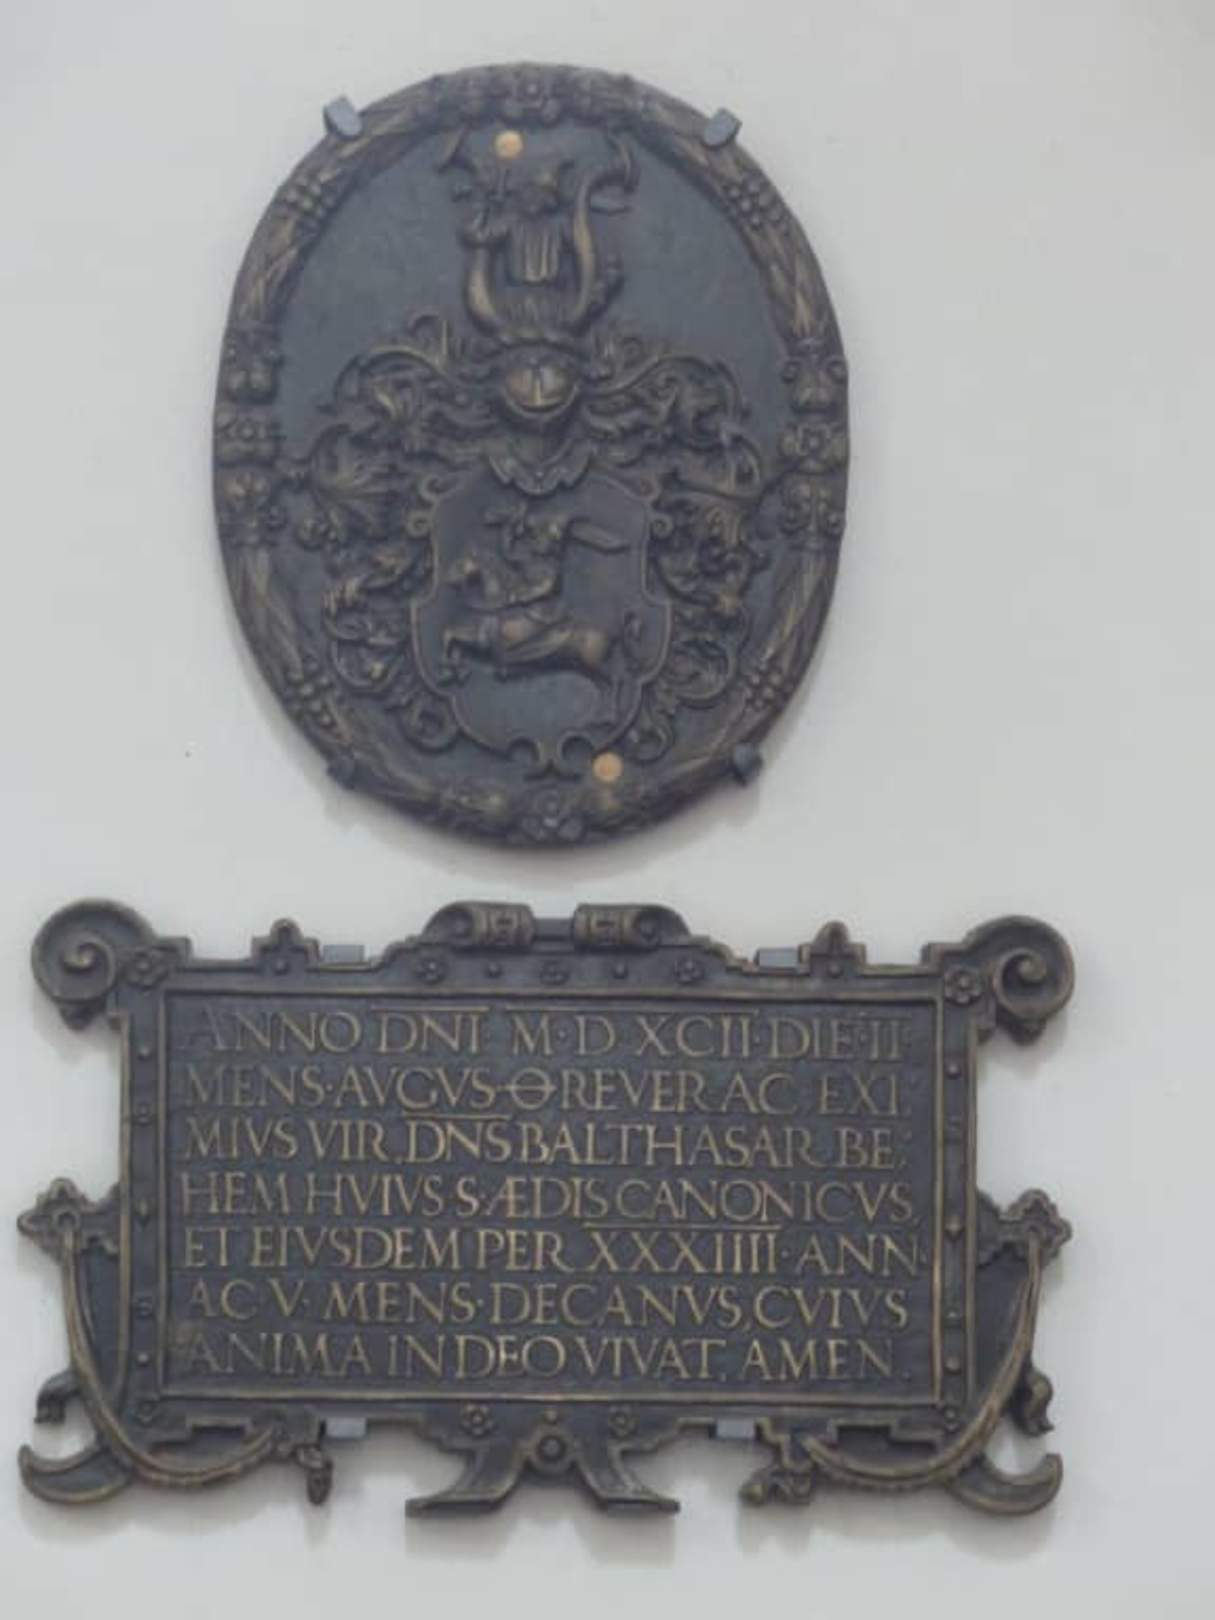 ANNO DNI M·D XCII·DIE·II
MENS·AVGVS·O REVER AC EXI
MIVS VIR DNS BALTHASAR BE:
HEM HVIVS S·ÆDIS CANONICVS,
ET EIVSDEM PER XXXIIII·ANN·
AC·V·MENS·DECANVS, CVIVS
ANIMA IN DEO VIVAT, AMEN.